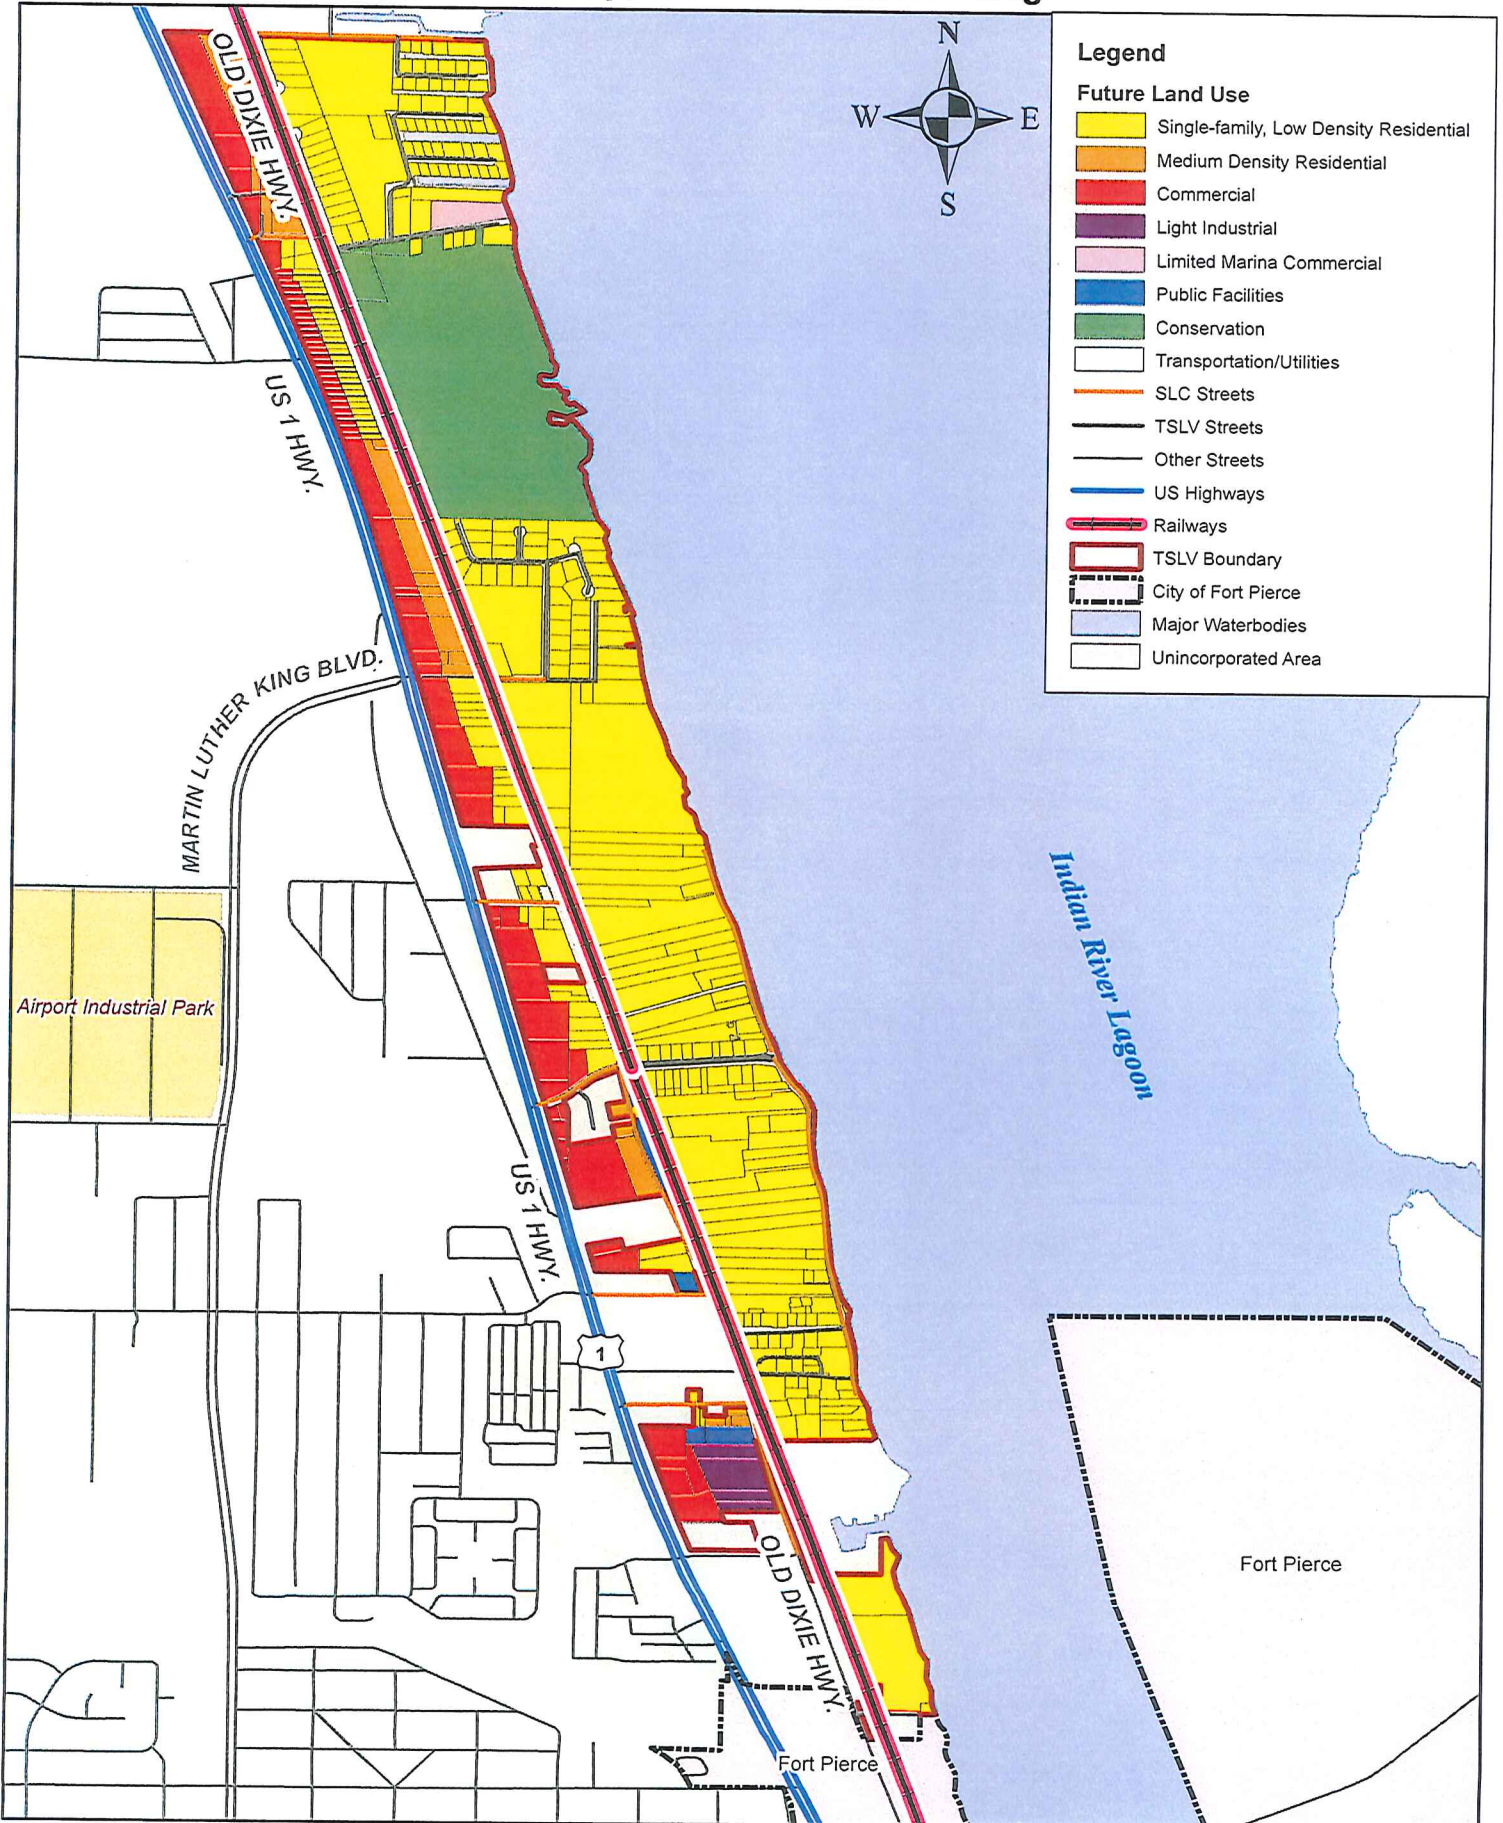 N
W E
S
OLD DIXIE HWY.
US 1 HWY.
MARTIN LUTHER KING BLVD.
Airport Industrial Park
Indian River Lagoon
US 1 HWY.
1
OLD DIXIE HWY.
Fort Pierce
Fort Pierce
Legend
Future Land Use
Single-family, Low Density Residential
Medium Density Residential
Commercial
Light Industrial
Limited Marina Commercial
Public Facilities
Conservation
Transportation/Utilities
SLC Streets
TSLV Streets
Other Streets
US Highways
Railways
TSLV Boundary
City of Fort Pierce
Major Waterbodies
Unincorporated Area